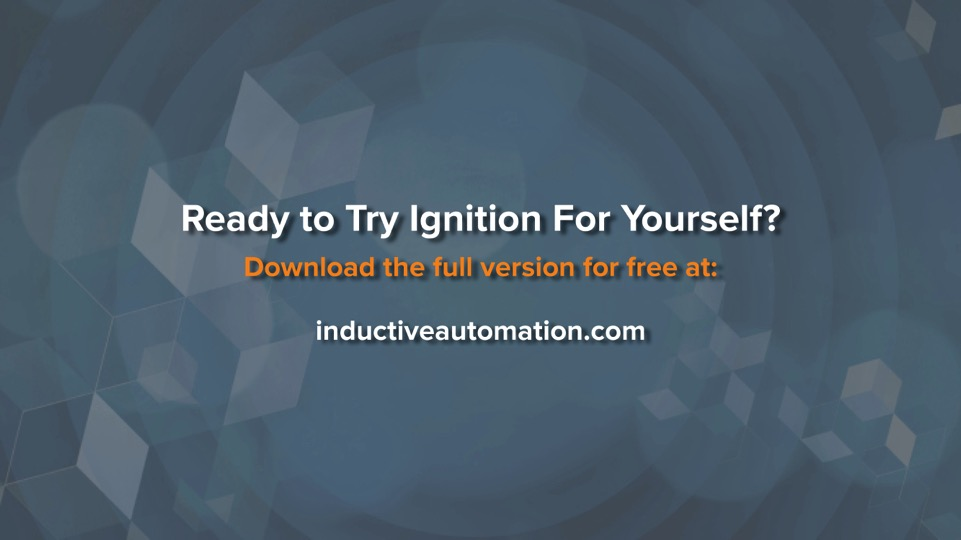 Ready to Try Ignition For Yourself?
Download the full version for free at:
inductiveautomation.com